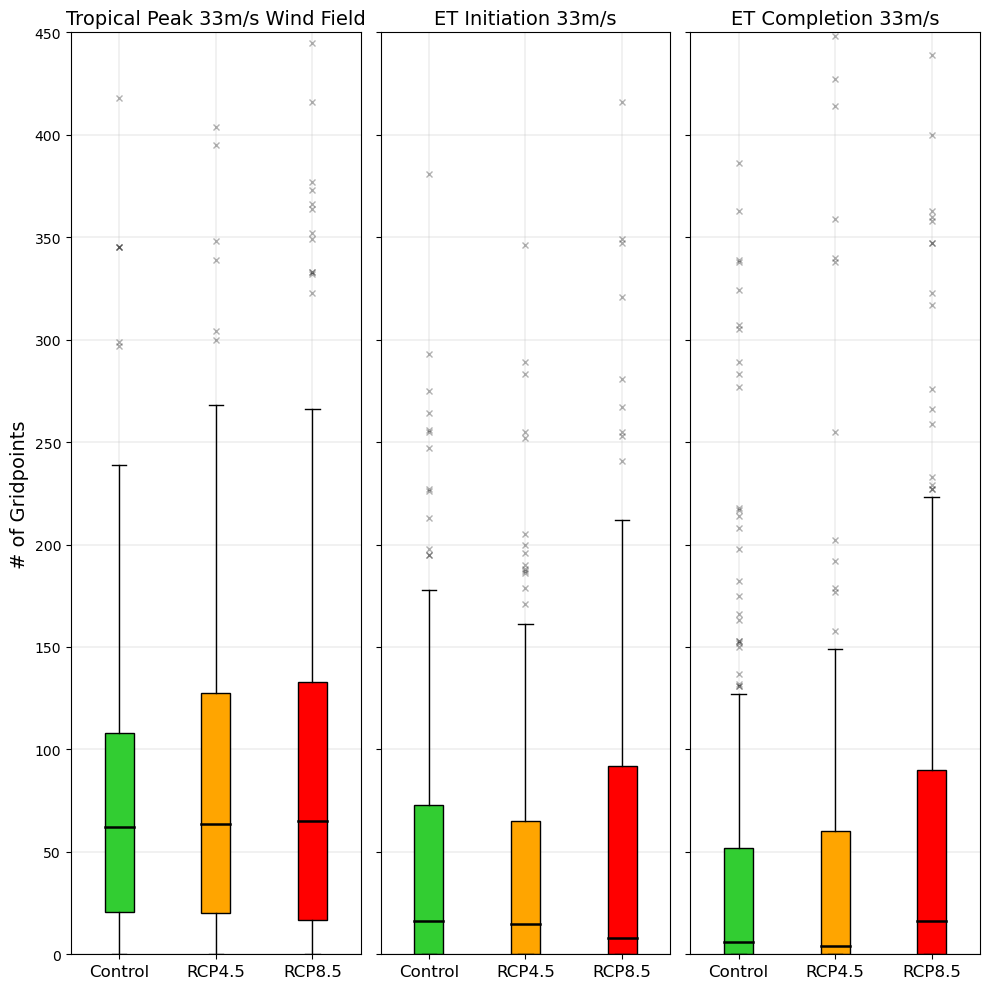 Tropical Peak 33m/s Wind Field
ET Initiation 33m/s
ET Completion 33m/s
# of Gridpoints
450
400
350
300
250
200
150
100
50
0
Control RCP4.5 RCP8.5
Control RCP4.5 RCP8.5
Control RCP4.5 RCP8.5